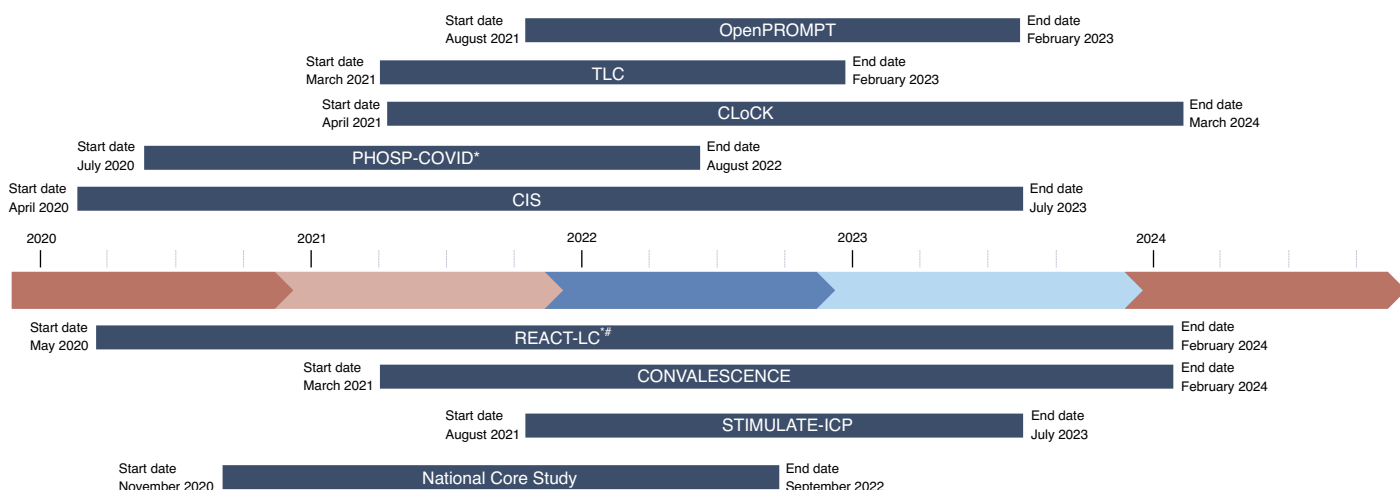 Start date
August 2021
OpenPROMPT
End date
February 2023
Start date
March 2021
TLC
End date
February 2023
Start date
April 2021
CLoCK
End date
March 2024
Start date
July 2020
PHOSP-COVID*
End date
August 2022
Start date
April 2020
CIS
End date
July 2023
2020 2021 2022 2023 2024
Start date
May 2020
REACT-LC*#
End date
February 2024
Start date
March 2021
CONVALESCENCE
End date
February 2024
Start date
August 2021
STIMULATE-ICP
End date
July 2023
Start date
November 2020
National Core Study
End date
September 2022